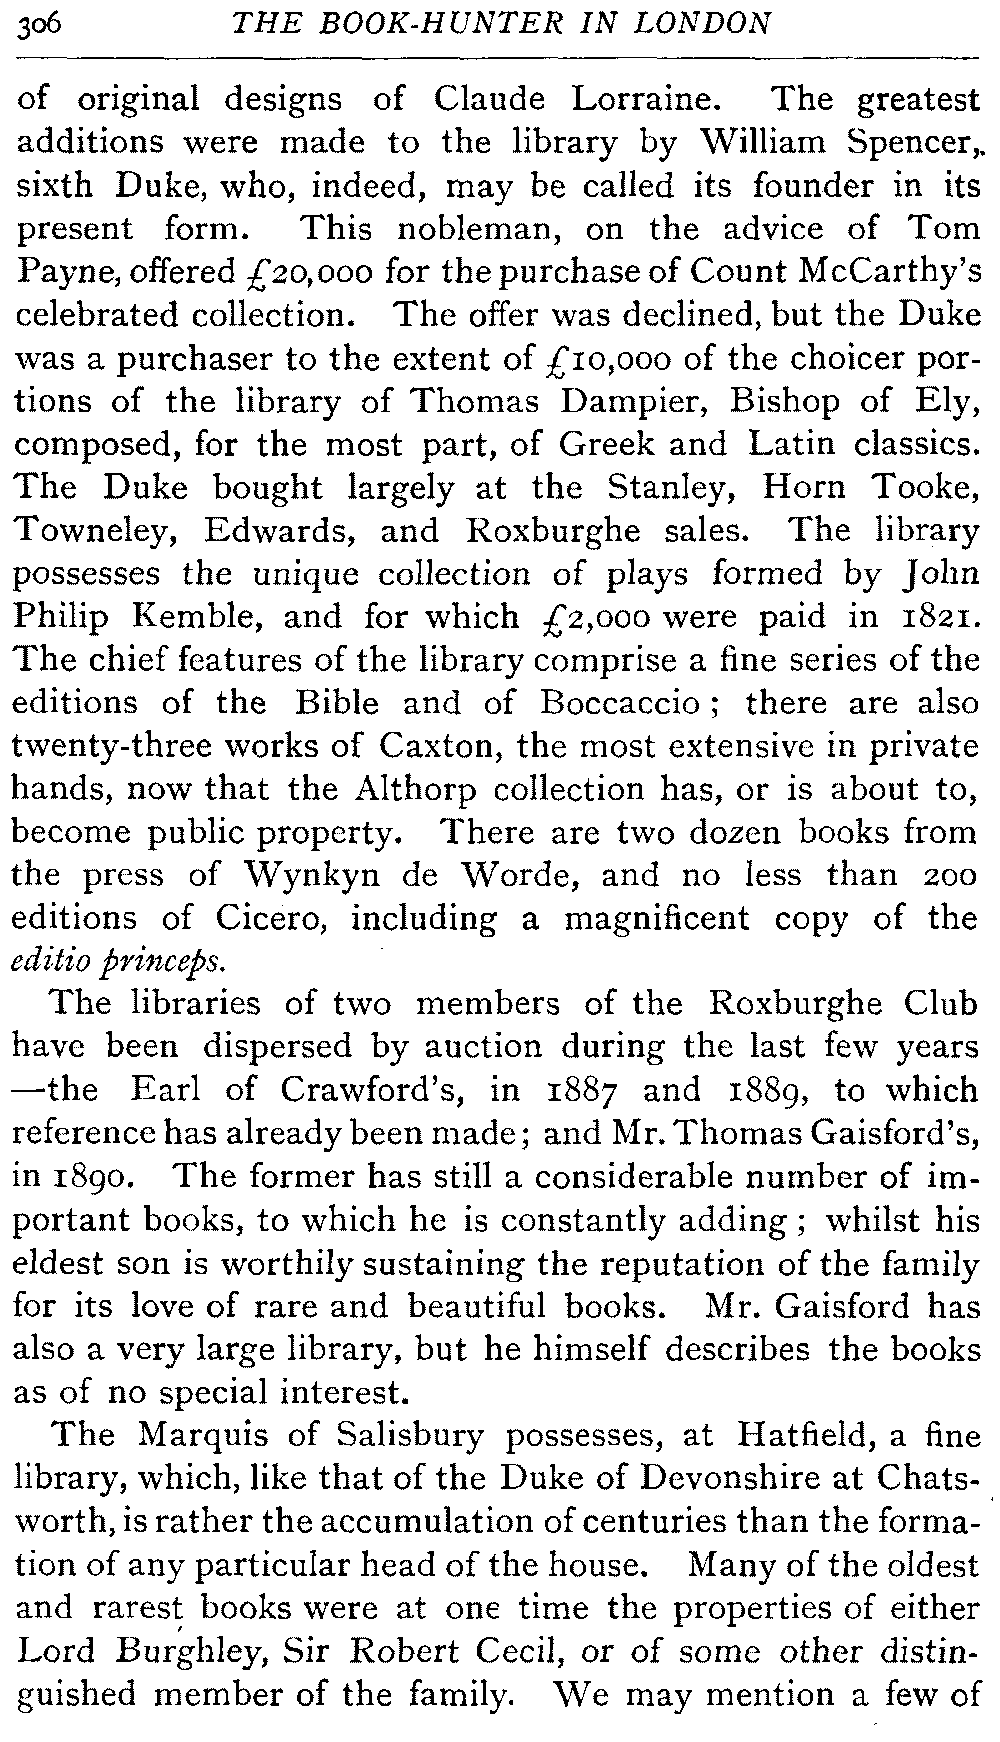 306 THE BOOK-HUNTER IN LONDON
of original designs of Claude Lorraine. The greatest
additions were made to the library by William Spencer,
sixth Duke, who, indeed, may be called its founder in its
present form. This nobleman, on the advice of Tom
Payne, offered £20,000 for the purchase of Count McCarthy's
celebrated collection. The offer was declined, but the Duke
was a purchaser to the extent of £10,000 of the choicer por-
tions of the library of Thomas Dampier, Bishop of Ely,
composed, for the most part, of Greek and Latin classics.
The Duke bought largely at the Stanley, Horn Tooke,
Towneley, Edwards, and Roxburghe sales. The library
possesses the unique collection of plays formed by John
Philip Kemble, and for which £2,000 were paid in 1821.
The chief features of the library comprise a fine series of the
editions of the Bible and of Boccaccio ; there are also
twenty-three works of Caxton, the most extensive in private
hands, now that the Althorp collection has, or is about to,
become public property. There are two dozen books from
the press of Wynkyn de Worde, and no less than 200
editions of Cicero, including a magnificent copy of the
editio princeps.
The libraries of two members of the Roxburghe Club
have been dispersed by auction during the last few years
—the Earl of Crawford's, in 1887 and 1889, to which
reference has already been made ; and Mr. Thomas Gaisford's,
in 1890. The former has still a considerable number of im-
portant books, to which he is constantly adding ; whilst his
eldest son is worthily sustaining the reputation of the family
for its love of rare and beautiful books. Mr. Gaisford has
also a very large library, but he himself describes the books
as of no special interest.
The Marquis of Salisbury possesses, at Hatfield, a fine
library, which, like that of the Duke of Devonshire at Chats-
worth, is rather the accumulation of centuries than the forma-
tion of any particular head of the house. Many of the oldest
and rarest books were at one time the properties of either
Lord Burghley, Sir Robert Cecil, or of some other distin-
guished member of the family. We may mention a few of